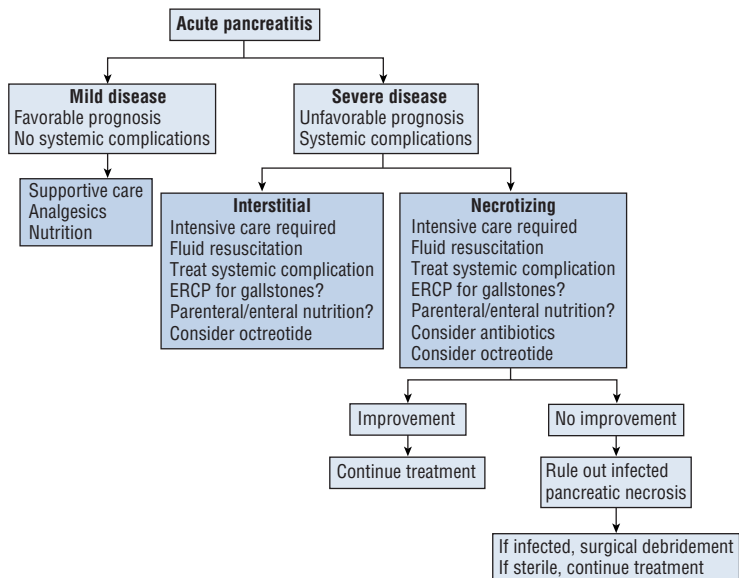 Acute pancreatitis
Mild disease
Favorable prognosis
No systemic complications
Severe disease
Unfavorable prognosis
Systemic complications
Supportive care
Analgesics
Nutrition
Interstitial
Intensive care required
Fluid resuscitation
Treat systemic complication
ERCP for gallstones?
Parenteral/enteral nutrition?
Consider octreotide
Necrotizing
Intensive care required
Fluid resuscitation
Treat systemic complication
ERCP for gallstones?
Parenteral/enteral nutrition?
Consider antibiotics
Consider octreotide
Improvement
No improvement
Continue treatment
Rule out infected
pancreatic necrosis
If infected, surgical debridement
If sterile, continue treatment